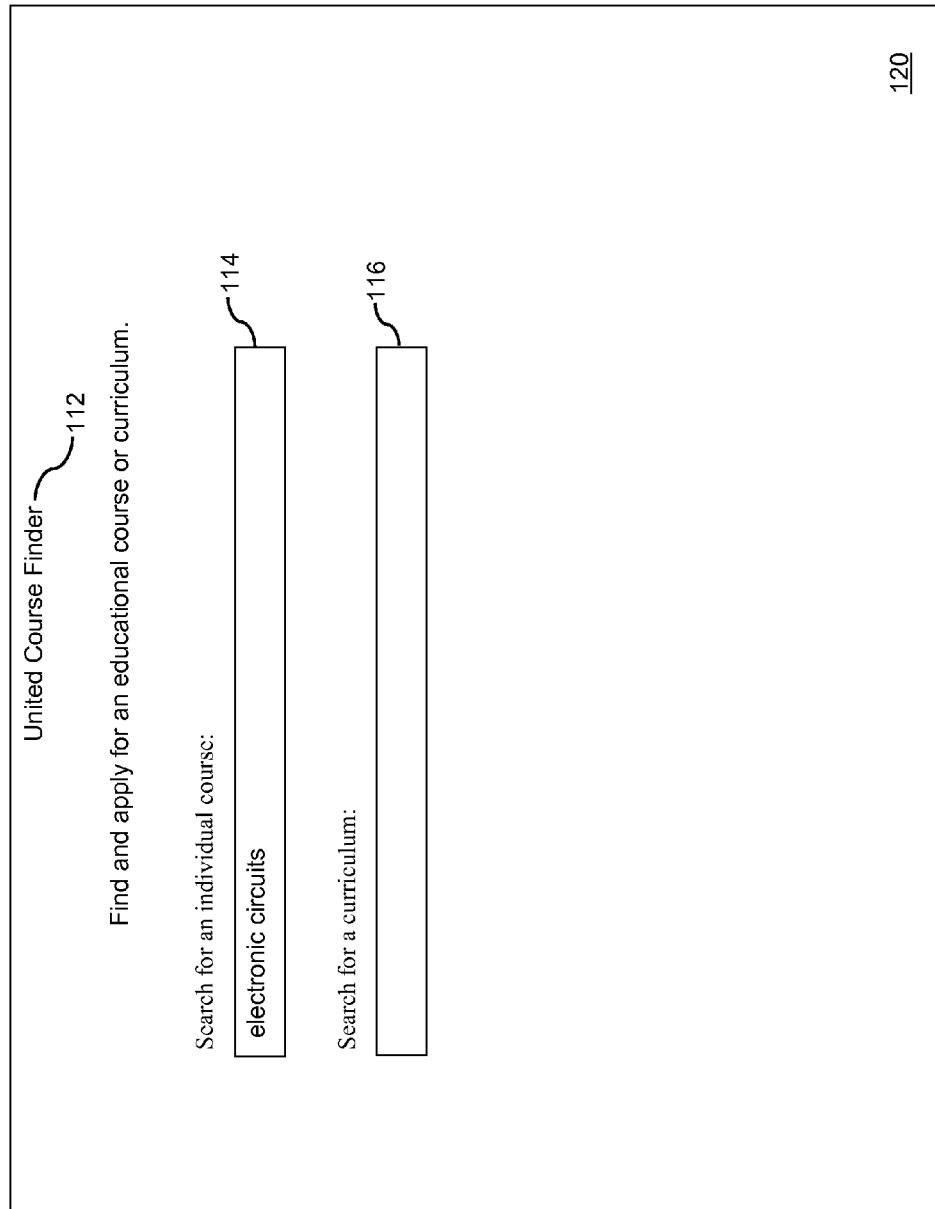 United Course Finder
112
Find and apply for an educational course or curriculum.
Search for an individual course:
electronic circuits
114
Search for a curriculum:
116
120